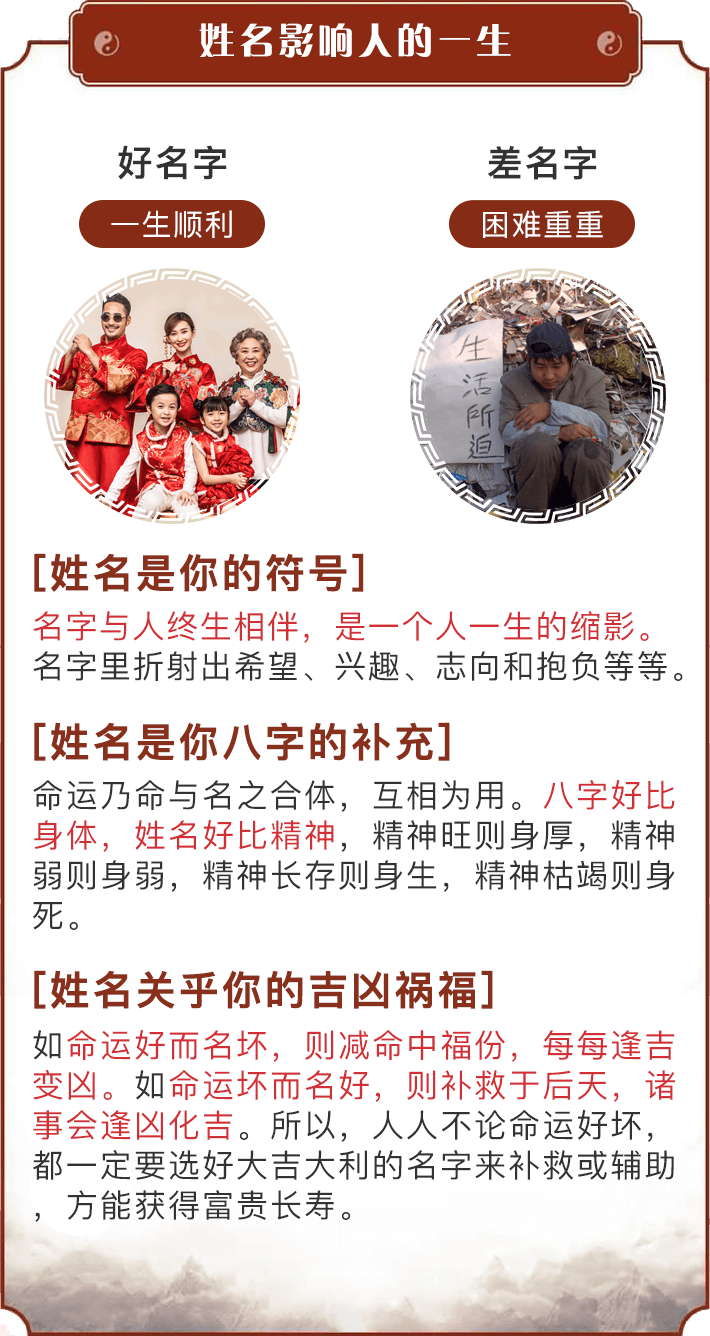 姓名影响人的一生
好名字
差名字
一生顺利
困难重重
生活所迫
[姓名是你的符号]
名字与人终生相伴，是一个人一生的缩影。
名字里折射出希望、兴趣、志向和抱负等等。
[姓名是你八字的补充]
命运乃命与名之合体，互相为用。八字好比
身体，姓名好比精神，精神旺则身厚，精神
弱则身弱，精神长存则身生，精神枯竭则身
死。
[姓名关乎你的吉凶祸福]
如命运好而名坏，则减命中福份，每每逢吉
变凶。如命运坏而名好，则补救于后天，诸
事会逢凶化吉。所以，人人不论命运好坏，
都一定要选好大吉大利的名字来补救或辅助
，方能获得富贵长寿。